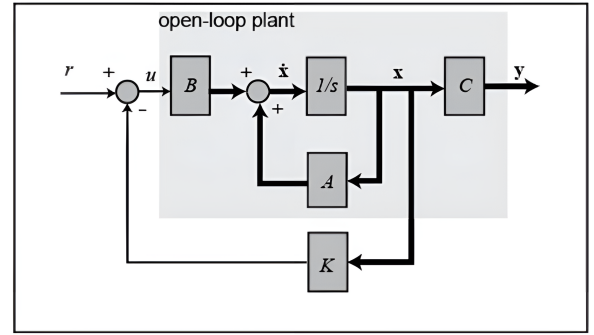 open-loop plant
r + u B + ẋ 1/s x C y
−
+
A
K